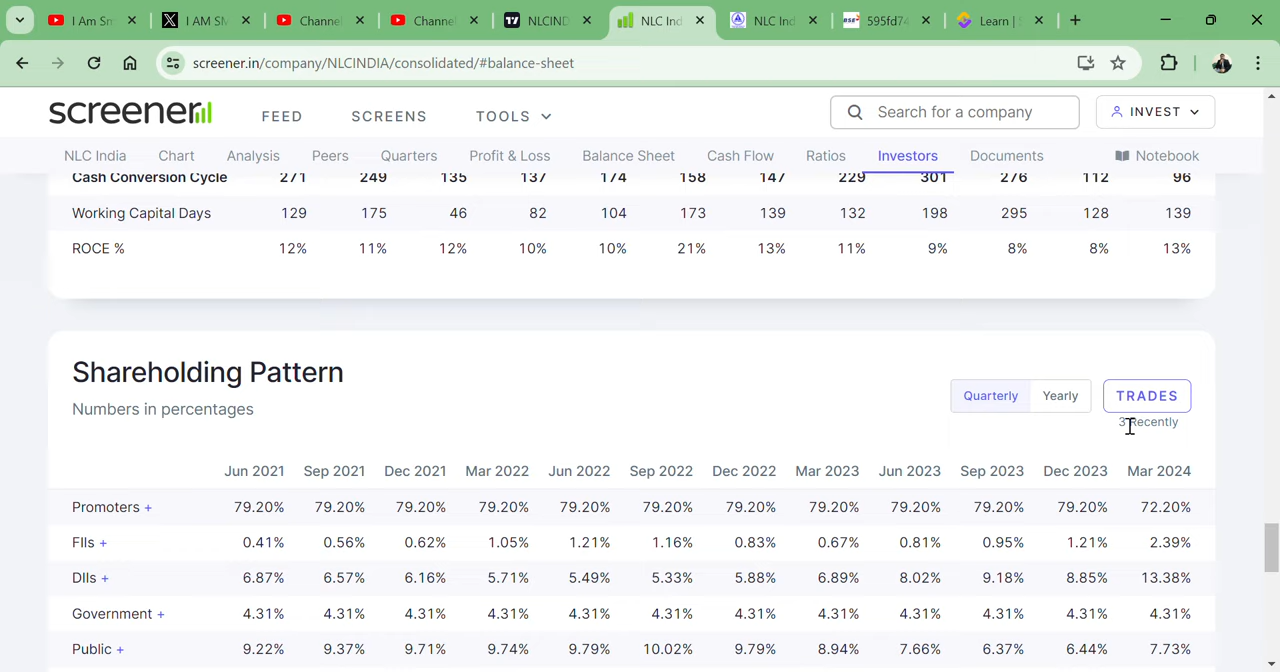 I Am Sm
I AM SM
Channel
Channel
NLCIND
NLC Ind
NLC Ind
BSE
595fd74
Learn |
screener.in/company/NLCINDIA/consolidated/#balance-sheet
screener
FEED
SCREENS
TOOLS
Search for a company
INVEST
NLC India
Chart
Analysis
Peers
Quarters
Profit & Loss
Balance Sheet
Cash Flow
Ratios
Investors
Documents
Notebook
Cash Conversion Cycle 271 249 135 137 174 158 147 229 301 276 112 96
Working Capital Days 129 175 46 82 104 173 139 132 198 295 128 139
ROCE % 12% 11% 12% 10% 10% 21% 13% 11% 9% 8% 8% 13%
Shareholding Pattern
Numbers in percentages
Quarterly
Yearly
TRADES
3 Recently
Jun 2021 Sep 2021 Dec 2021 Mar 2022 Jun 2022 Sep 2022 Dec 2022 Mar 2023 Jun 2023 Sep 2023 Dec 2023 Mar 2024
Promoters + 79.20% 79.20% 79.20% 79.20% 79.20% 79.20% 79.20% 79.20% 79.20% 79.20% 79.20% 72.20%
FIIs + 0.41% 0.56% 0.62% 1.05% 1.21% 1.16% 0.83% 0.67% 0.81% 0.95% 1.21% 2.39%
DIIs + 6.87% 6.57% 6.16% 5.71% 5.49% 5.33% 5.88% 6.89% 8.02% 9.18% 8.85% 13.38%
Government + 4.31% 4.31% 4.31% 4.31% 4.31% 4.31% 4.31% 4.31% 4.31% 4.31% 4.31% 4.31%
Public + 9.22% 9.37% 9.71% 9.74% 9.79% 10.02% 9.79% 8.94% 7.66% 6.37% 6.44% 7.73%